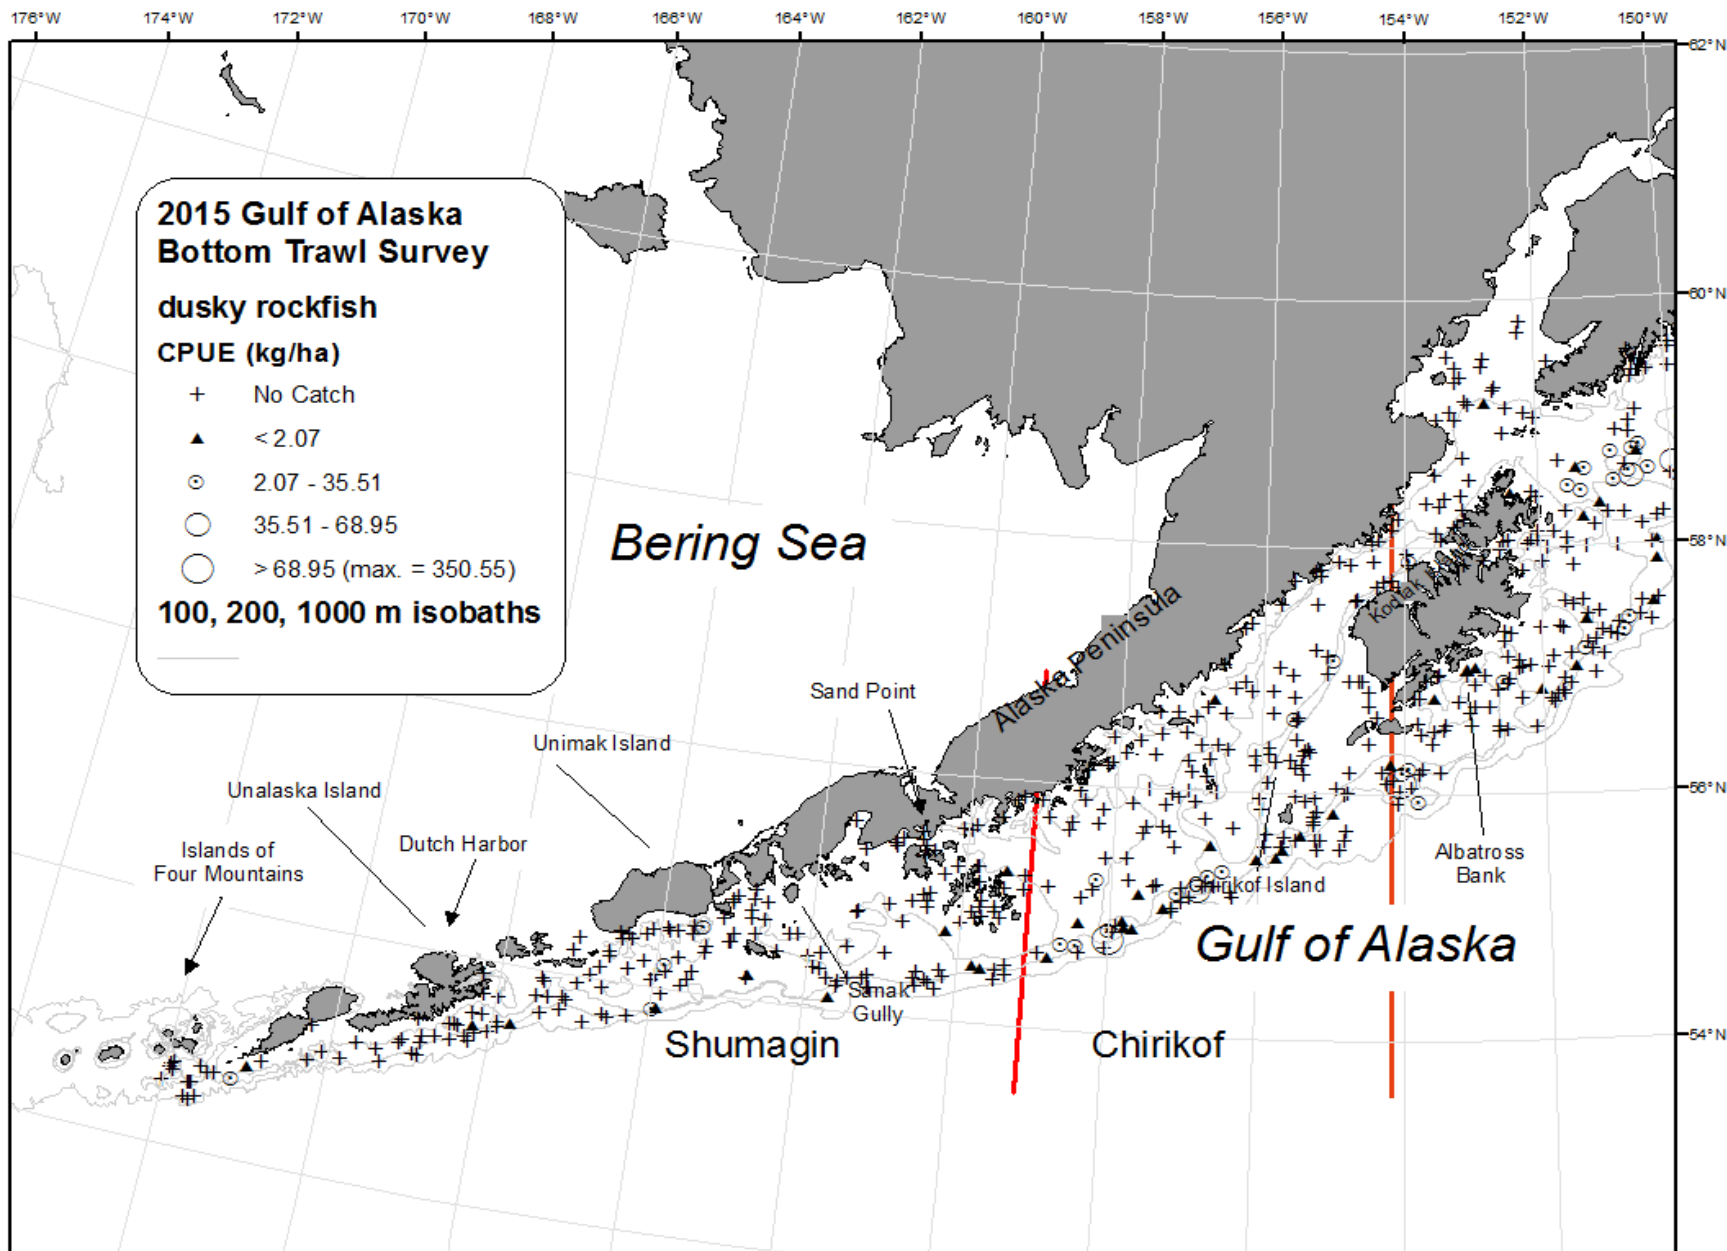 176°W 174°W 172°W 170°W 168°W 166°W 164°W 162°W 160°W 158°W 156°W 154°W 152°W 150°W
62°N
2015 Gulf of Alaska
Bottom Trawl Survey
dusky rockfish
CPUE (kg/ha)
No Catch
< 2.07
2.07 - 35.51
35.51 - 68.95
> 68.95 (max. = 350.55)
100, 200, 1000 m isobaths
60°N
Bering Sea
58°N
Kodiak
Alaska Peninsula
Sand Point
Unimak Island
Unalaska Island
56°N
Dutch Harbor
Islands of
Four Mountains
Albatross
Bank
Chirikof Island
Gulf of Alaska
Sanak
Gully
Shumagin
Chirikof
54°N